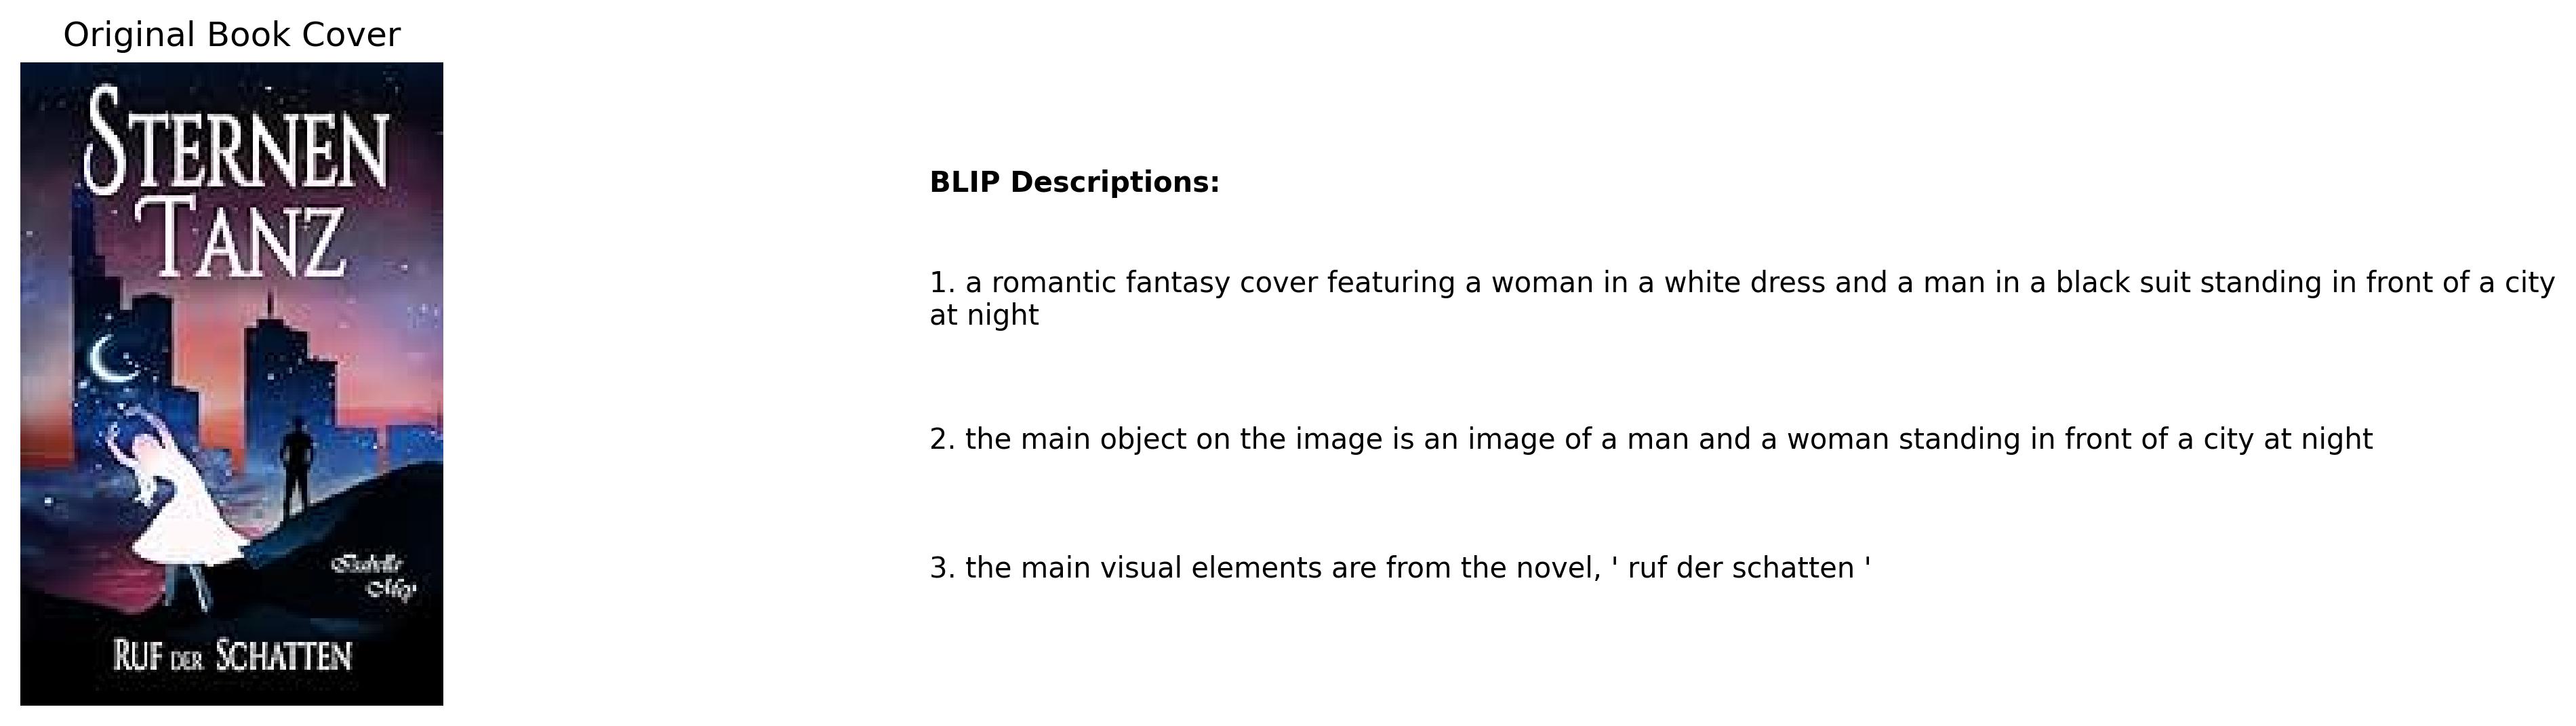 Original Book Cover
STERNEN
TANZ
Isabelle
RUF DER SCHATTEN
BLIP Descriptions:
1. a romantic fantasy cover featuring a woman in a white dress and a man in a black suit standing in front of a city
at night
2. the main object on the image is an image of a man and a woman standing in front of a city at night
3. the main visual elements are from the novel, ' ruf der schatten '